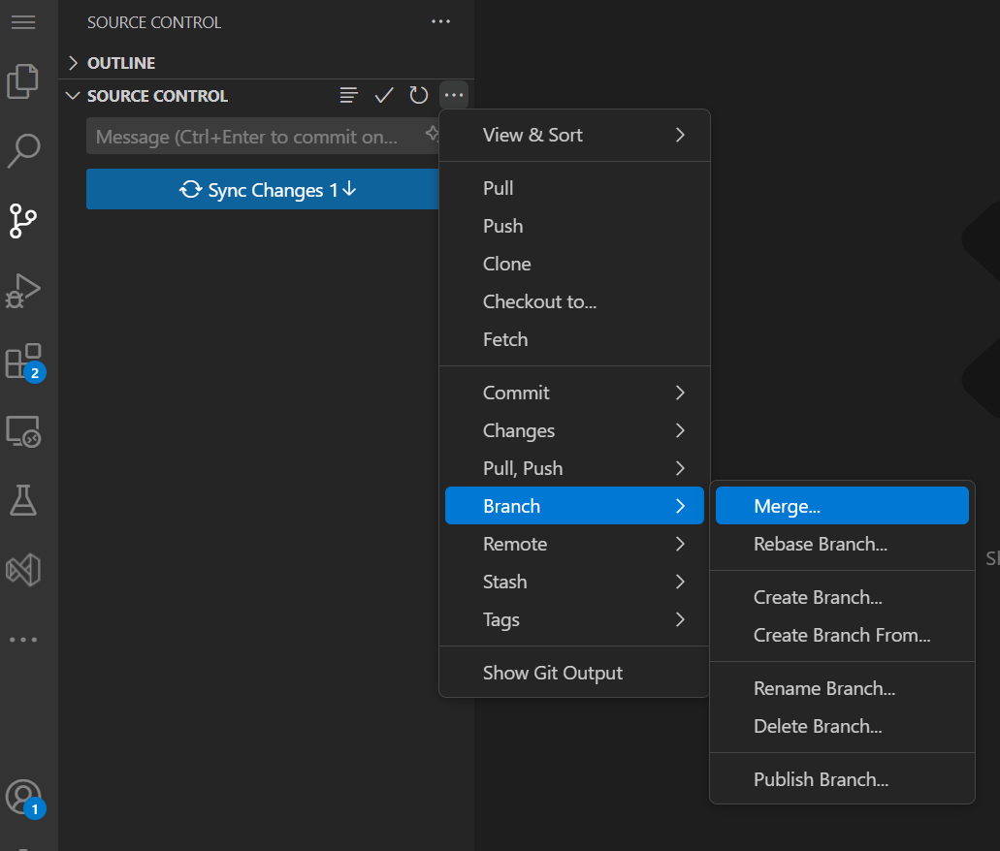 SOURCE CONTROL
OUTLINE
SOURCE CONTROL
Message (Ctrl+Enter to commit on...
Sync Changes 1↓
View & Sort
Pull
Push
Clone
Checkout to...
Fetch
Commit
Changes
Pull, Push
Branch
Remote
Stash
Tags
Show Git Output
Merge...
Rebase Branch...
Create Branch...
Create Branch From...
Rename Branch...
Delete Branch...
Publish Branch...
2
1